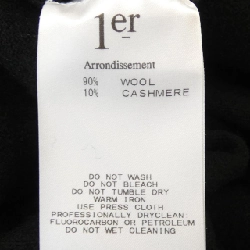 1er
Arrondissement
90% WOOL
10% CASHMERE
DO NOT WASH
DO NOT BLEACH
DO NOT TUMBLE DRY
WARM IRON
USE PRESS CLOTH
PROFESSIONALLY DRYCLEAN
FLUOROCARBON OR PETROLEUM
DO NOT WET CLEANING